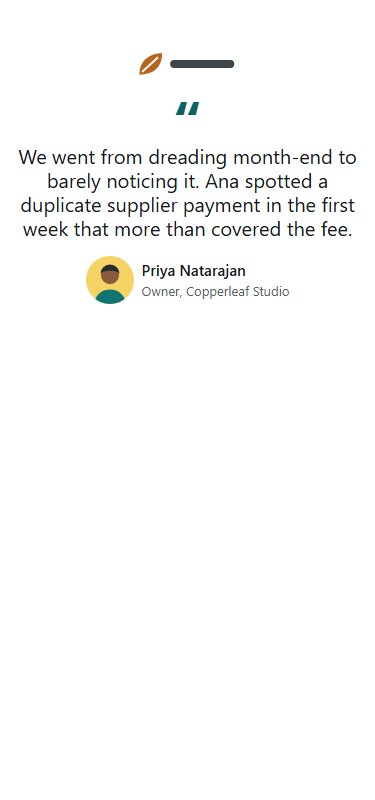 “
We went from dreading month-end to
barely noticing it. Ana spotted a
duplicate supplier payment in the first
week that more than covered the fee.
Priya Natarajan
Owner, Copperleaf Studio